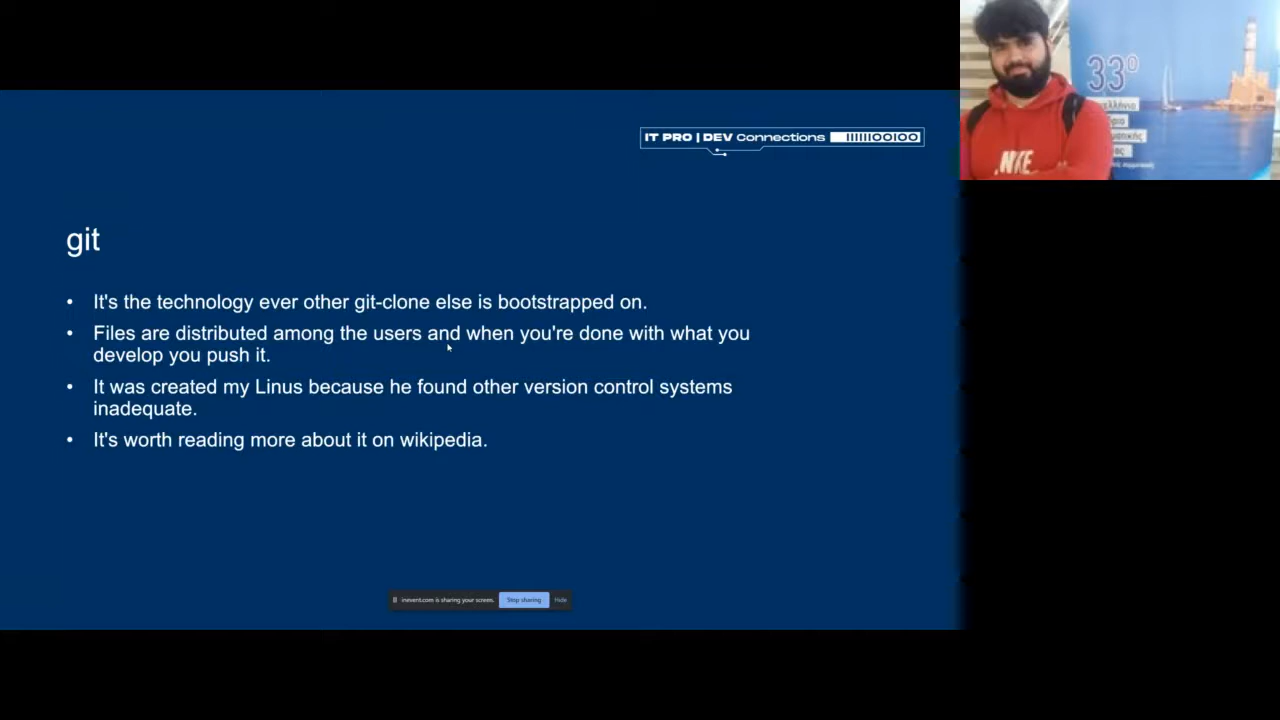 IT PRO | DEV Connections
git
• It's the technology ever other git-clone else is bootstrapped on.
• Files are distributed among the users and when you're done with what you
develop you push it.
• It was created my Linus because he found other version control systems
inadequate.
• It's worth reading more about it on wikipedia.
inevent.com is sharing your screen. Stop sharing Hide
33º
NIKE